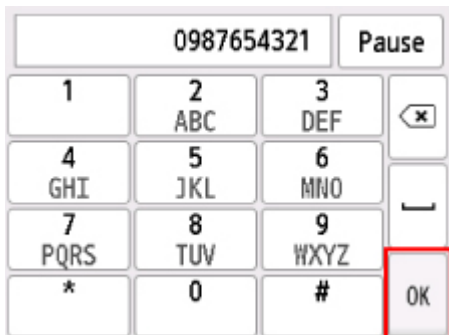 0987654321 Pause
1 2 3
ABC DEF
4 5 6
GHI JKL MNO
7 8 9
PQRS TUV WXYZ
* 0 # OK